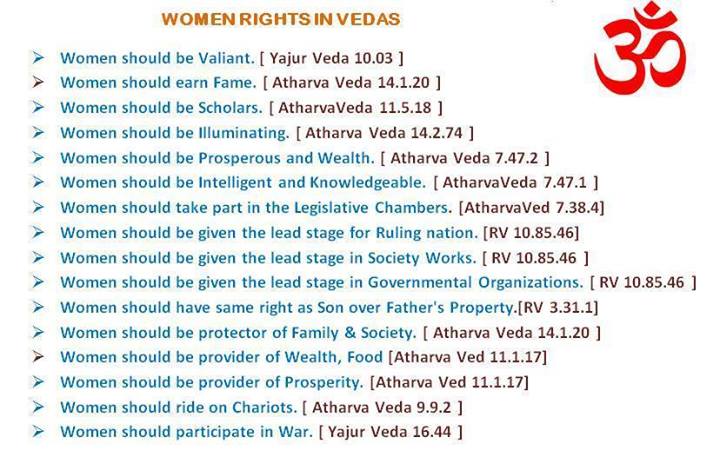 WOMEN RIGHTS IN VEDAS
ॐ
➢ Women should be Valiant. [ Yajur Veda 10.03 ]
➢ Women should earn Fame. [ Atharva Veda 14.1.20 ]
➢ Women should be Scholars. [ AtharvaVeda 11.5.18 ]
➢ Women should be Illuminating. [ Atharva Veda 14.2.74 ]
➢ Women should be Prosperous and Wealth. [ Atharva Veda 7.47.2 ]
➢ Women should be Intelligent and Knowledgeable. [ AtharvaVeda 7.47.1 ]
➢ Women should take part in the Legislative Chambers. [AtharvaVed 7.38.4]
➢ Women should be given the lead stage for Ruling nation. [RV 10.85.46]
➢ Women should be given the lead stage in Society Works. [ RV 10.85.46 ]
➢ Women should be given the lead stage in Governmental Organizations. [ RV 10.85.46 ]
➢ Women should have same right as Son over Father's Property.[RV 3.31.1]
➢ Women should be protector of Family & Society. [ Atharva Veda 14.1.20 ]
➢ Women should be provider of Wealth, Food [Atharva Ved 11.1.17]
➢ Women should be provider of Prosperity. [Atharva Ved 11.1.17]
➢ Women should ride on Chariots. [ Atharva Veda 9.9.2 ]
➢ Women should participate in War. [ Yajur Veda 16.44 ]